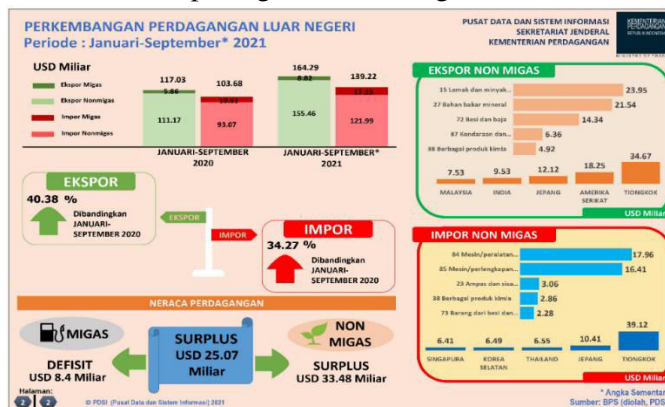 PERKEMBANGAN PERDAGANGAN LUAR NEGERI
Periode : Januari-September* 2021
PUSAT DATA DAN SISTEM INFORMASI
SEKRETARIAT JENDERAL
KEMENTERIAN PERDAGANGAN
KEMENTERIAN
PERDAGANGAN
REPUBLIK INDONESIA
USD Miliar
Ekspor Migas
Ekspor Nonmigas
Impor Migas
Impor Nonmigas
117.03
5.86
111.17
103.68
93.07
164.29
8.82
155.46
139.22
121.99
JANUARI-SEPTEMBER
2020
JANUARI-SEPTEMBER*
2021
EKSPOR
40.38 %
Dibandingkan
JANUARI-
SEPTEMBER 2020
EKSPOR
IMPOR
IMPOR
34.27 %
Dibandingkan
JANUARI-
SEPTEMBER 2020
NERACA PERDAGANGAN
MIGAS
DEFISIT
USD 8.4 Miliar
SURPLUS
USD 25.07
Miliar
NON
MIGAS
SURPLUS
USD 33.48 Miliar
EKSPOR NON MIGAS
15 Lemak dan minyak... 23.95
27 Bahan bakar mineral 21.54
72 Besi dan baja 14.34
87 Kendaraan dan... 6.36
38 Berbagai produk kimia 4.92
7.53 9.53 12.12 18.25 34.67
MALAYSIA INDIA JEPANG AMERIKA SERIKAT TIONGKOK
USD Miliar
IMPOR NON MIGAS
84 Mesin/peralatan... 17.96
85 Mesin/perlengkapan... 16.41
23 Ampas dan sisa... 3.06
38 Berbagai produk kimia 2.86
73 Barang dari besi dan... 2.28
6.41 6.49 6.55 10.41 39.12
SINGAPURA KOREA SELATAN THAILAND JEPANG TIONGKOK
USD Miliar
Halaman:
2 2
© PDSI (Pusat Data dan Sistem Informasi) 2021
* Angka Sementar
Sumber: BPS (diolah, PDS